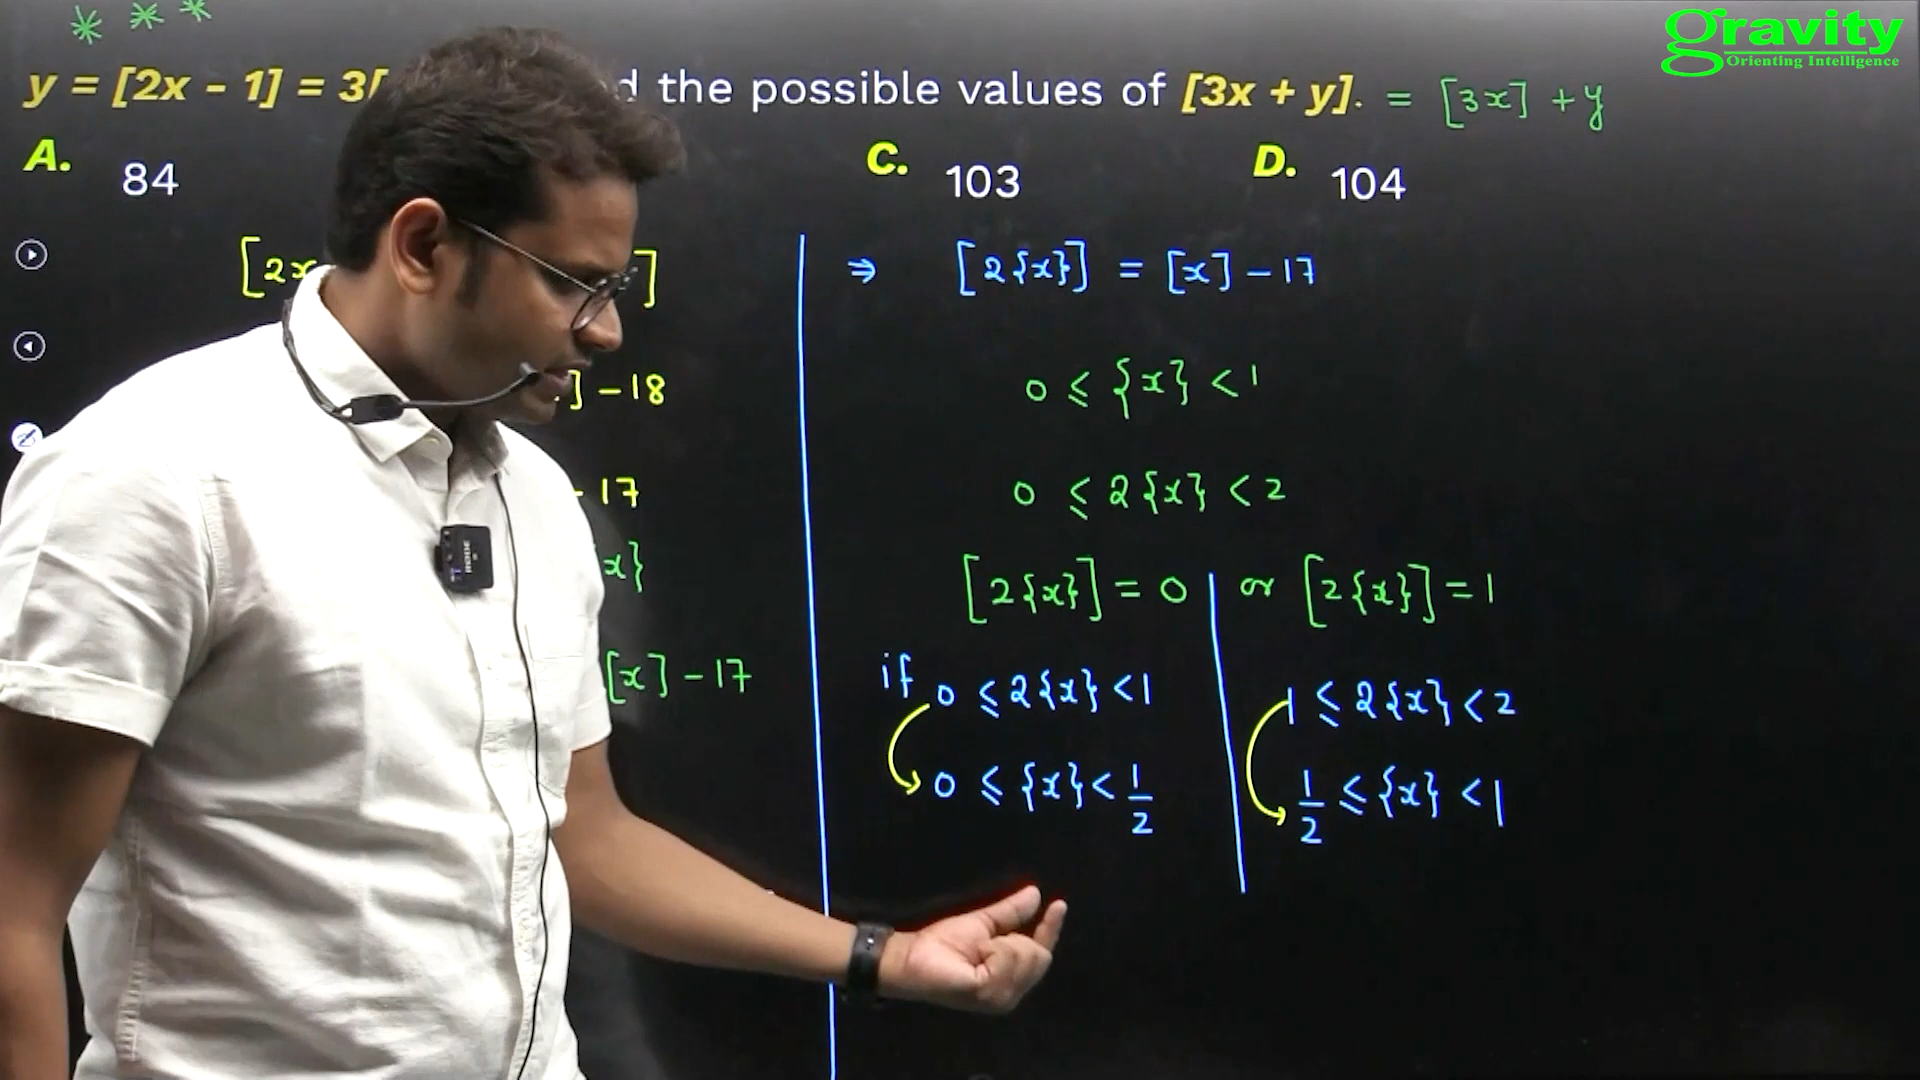 gravity
Orienting Intelligence
y = [2x - 1] = 3[ the possible values of [3x + y]. = [3x] + y
A. 84 C. 103 D. 104
[2x ]
] - 18
- 17
x}
[x] - 17
⇒ [2{x}] = [x] - 17
0 ≤ {x} < 1
0 ≤ 2{x} < 2
[2{x}] = 0 or [2{x}] = 1
if 0 ≤ 2{x} < 1
0 ≤ {x} < 1/2
1 ≤ 2{x} < 2
1/2 ≤ {x} < 1